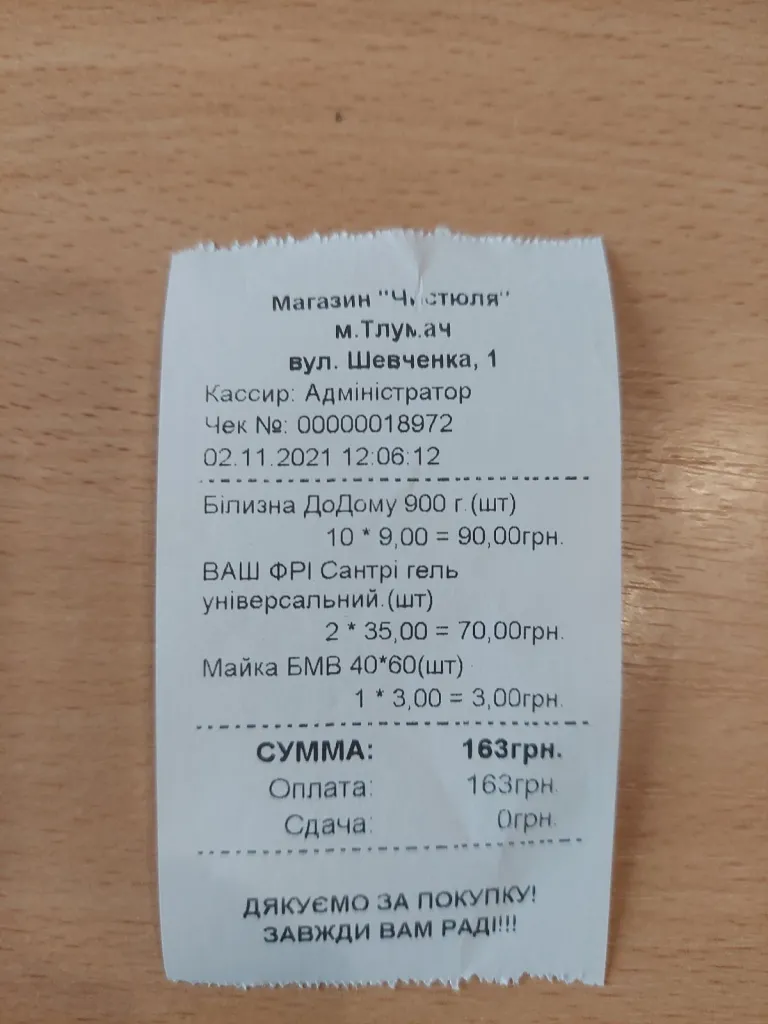 Магазин "Чистюля"
м.Тлумач
вул. Шевченка, 1
Кассир: Адміністратор
Чек №: 00000018972
02.11.2021 12:06:12
Білизна ДоДому 900 г.(шт)
10 * 9,00 = 90,00грн.
ВАШ ФРІ Сантрі гель
універсальний.(шт)
2 * 35,00 = 70,00грн.
Майка БМВ 40*60(шт)
1 * 3,00 = 3,00грн.
СУММА: 163грн.
Оплата: 163грн.
Сдача: 0грн.
ДЯКУЄМО ЗА ПОКУПКУ!
ЗАВЖДИ ВАМ РАДІ!!!